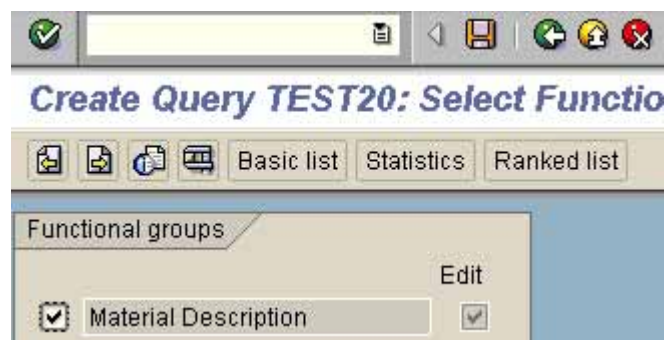 Create Query TEST20: Select Functio
Basic list Statistics Ranked list
Functional groups
Edit
Material Description